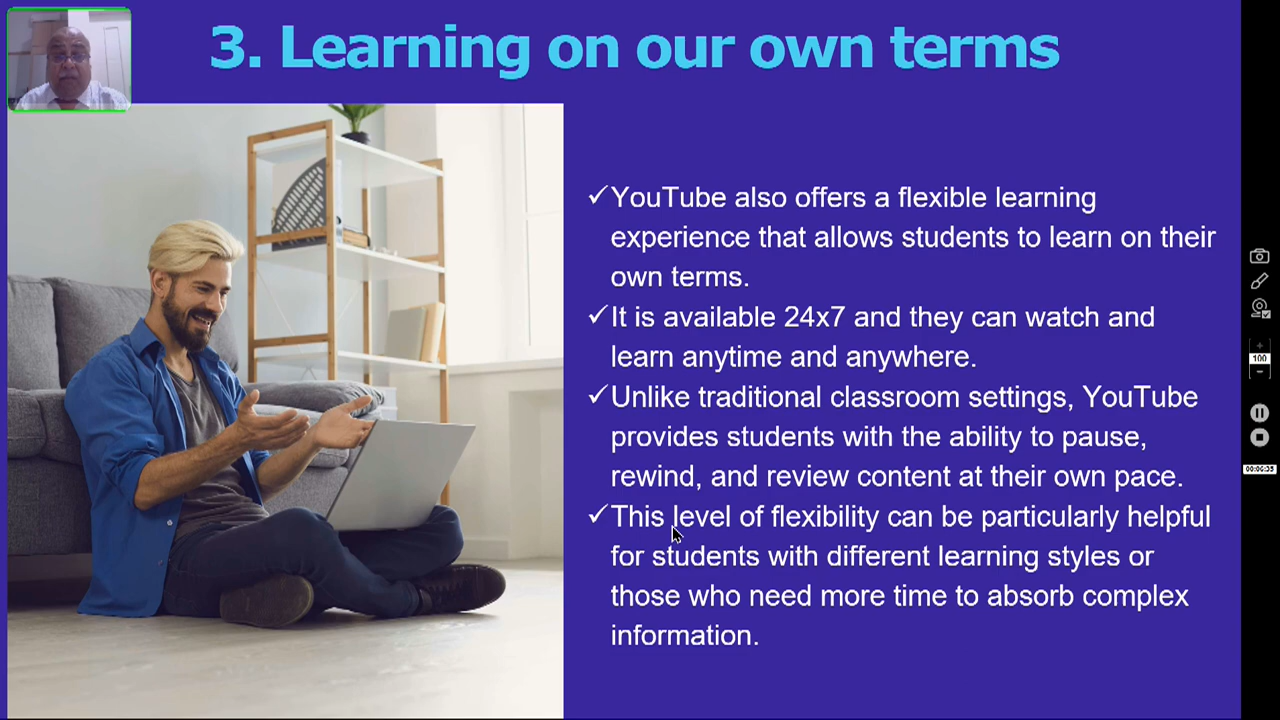 3. Learning on our own terms
✓YouTube also offers a flexible learning
experience that allows students to learn on their
own terms.
✓It is available 24x7 and they can watch and
learn anytime and anywhere.
✓Unlike traditional classroom settings, YouTube
provides students with the ability to pause,
rewind, and review content at their own pace.
✓This level of flexibility can be particularly helpful
for students with different learning styles or
those who need more time to absorb complex
information.
100